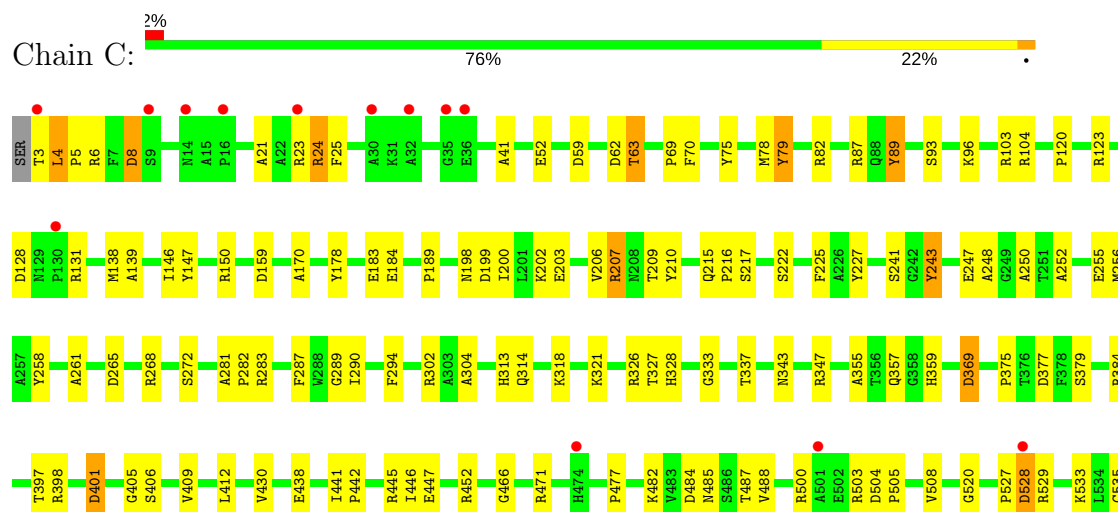 2%
Chain C:
76% 22% •
SER T3 L4 P5 R6 F7 D8 S9 N14 A15 P16 A21 A22 R23 R24 F25 A30 K31 A32 G35 E36 A41 E52 D59 D62 T63 P69 F70 Y75 M78 Y79 R82 R87 Q88 Y89 S93 K96 R103 R104 P120 R123
D128 N129 P130 R131 M138 A139 I146 Y147 R150 D159 A170 Y178 E183 E184 P189 N198 D199 I200 L201 K202 E203 V206 R207 N208 T209 Y210 Q215 P216 S217 S222 F225 A226 Y227 S241 G242 Y243 E247 A248 G249 A250 T251 A252 E255 M256
A257 Y258 A261 D265 R268 S272 A281 P282 R283 F287 W288 G289 I290 F294 R302 A303 A304 H313 Q314 K318 K321 R326 T327 H328 G333 T337 N343 R347 A355 T356 Q357 G358 H359 D369 P375 T376 D377 F378 S379 R384
T397 R398 D401 G405 S406 V409 L412 V430 E438 I441 P442 R445 I446 E447 R452 G466 R471 H474 P477 K482 V483 D484 N485 S486 T487 V488 R500 A501 E502 R503 D504 P505 V508 G520 P527 D528 R529 K533 L534 G535